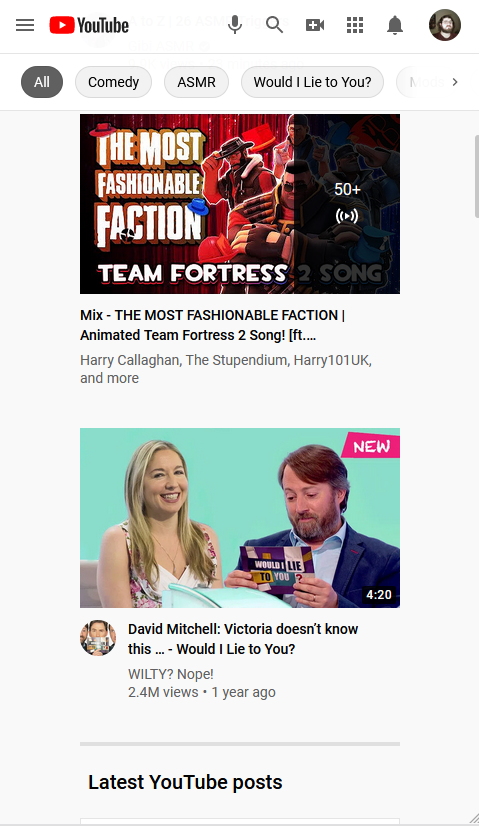 YouTube
All
Comedy
ASMR
Would I Lie to You?
THE MOST
FASHIONABLE
FACTION
50+
TEAM FORTRESS 2 SONG
Mix - THE MOST FASHIONABLE FACTION |
Animated Team Fortress 2 Song! [ft....
Harry Callaghan, The Stupendium, Harry101UK,
and more
NEW
WOULD I LIE
TO YOU ?
4:20
David Mitchell: Victoria doesn’t know
this ... - Would I Lie to You?
WILTY? Nope!
2.4M views • 1 year ago
Latest YouTube posts